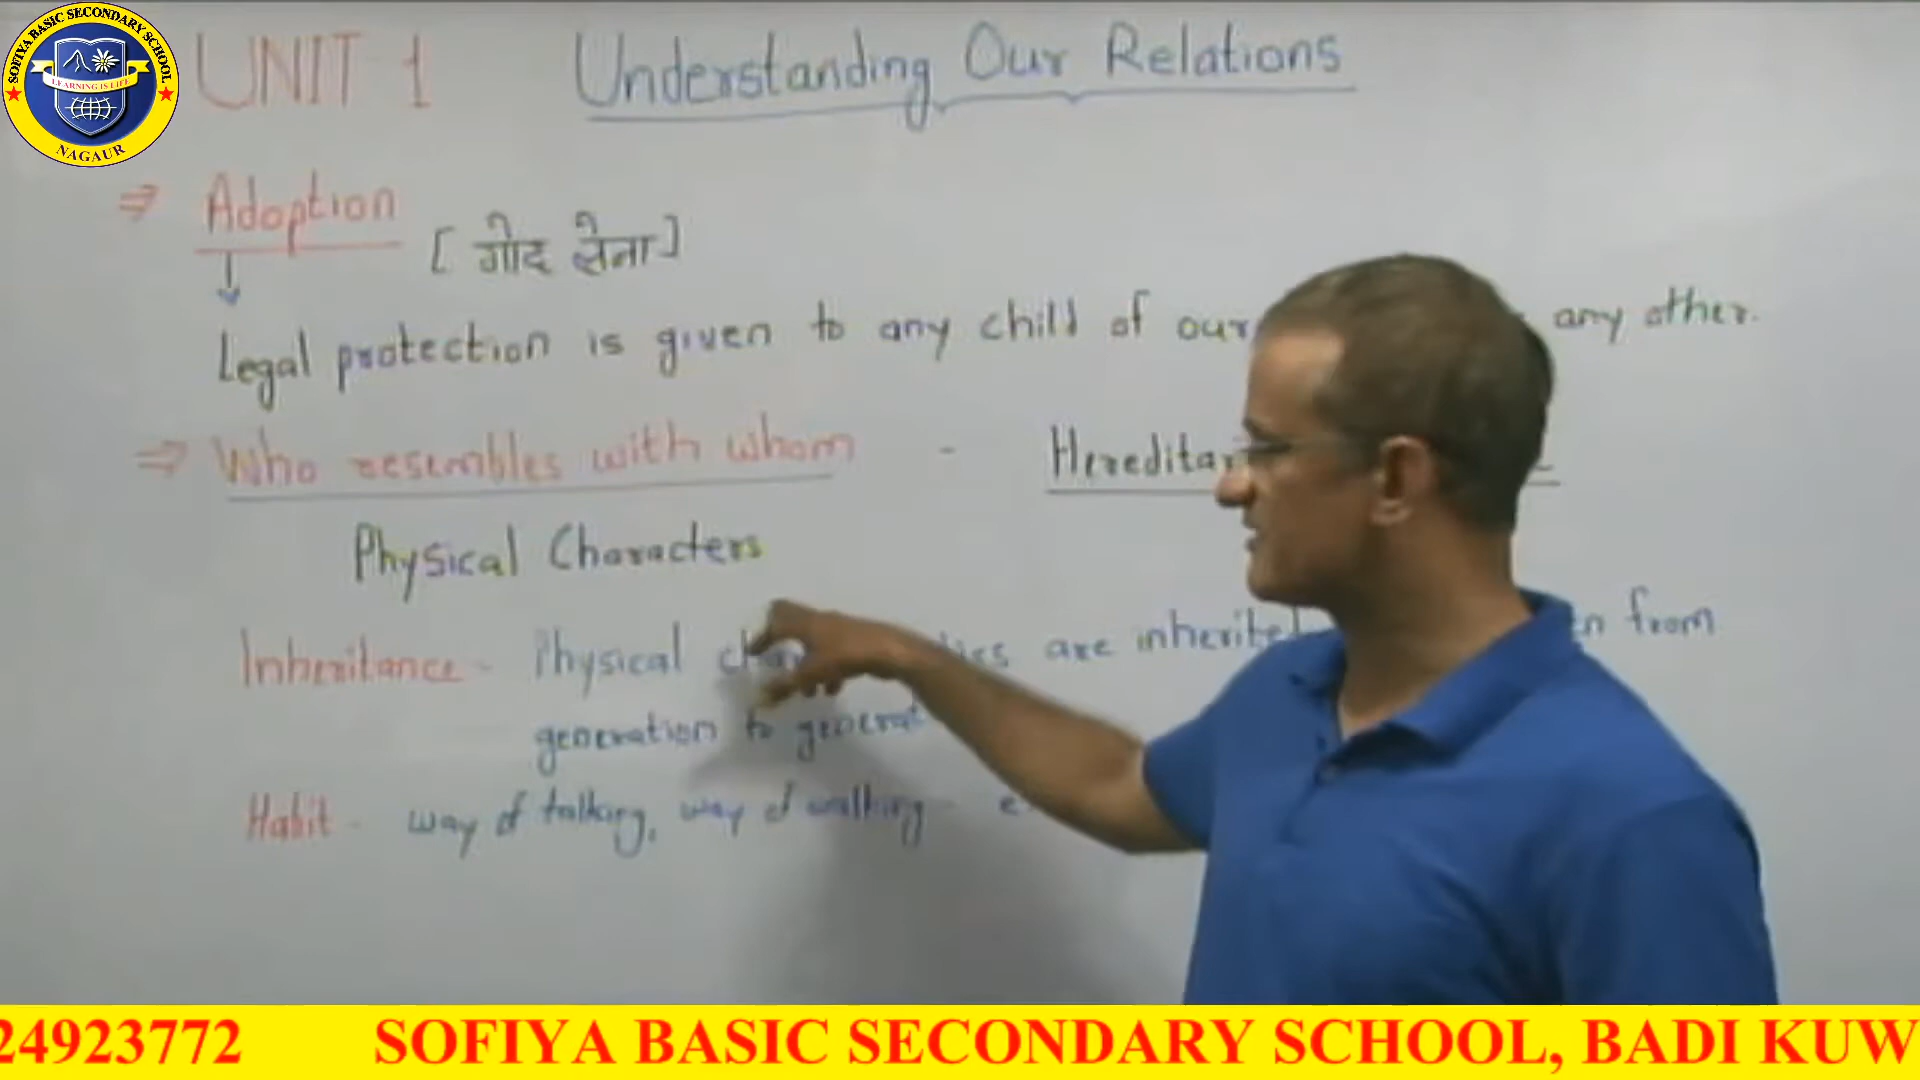 SOFIYA BASIC SECONDARY SCHOOL
LEARNING IS LIFE
NAGAUR
UNIT 1 Understanding Our Relations
⇒ Adoption [गोद लेना]
Legal protection is given to any child of our any other.
⇒ Who resembles with whom - Hereditar
Physical Characters
Inheritance - Physical are inherited from
generation to generat
Habit - way of talking, way of walking -
24923772 SOFIYA BASIC SECONDARY SCHOOL, BADI KUW